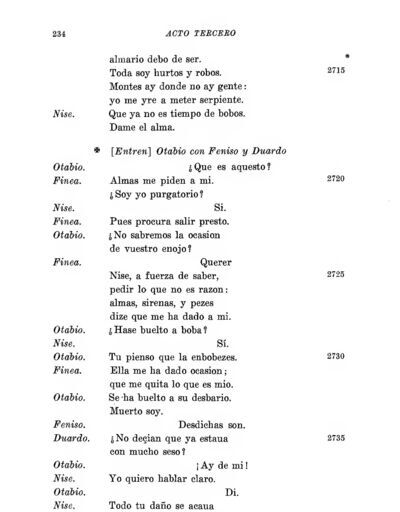 234 ACTO TERCERO
almario debo de ser. *
Toda soy hurtos y robos. 2715
Montes ay donde no ay gente:
yo me yre a meter serpiente.
Nise. Que ya no es tiempo de bobos.
Dame el alma.
* [Entren] Otabio con Feniso y Duardo
Otabio. ¿Que es aquesto?
Finea. Almas me piden a mi. 2720
¿Soy yo purgatorio?
Nise. Si.
Finea. Pues procura salir presto.
Otabio. ¿No sabremos la ocasion
de vuestro enojo?
Finea. Querer
Nise, a fuerza de saber, 2725
pedir lo que no es razon:
almas, sirenas, y pezes
dize que me ha dado a mi.
Otabio. ¿Hase buelto a boba?
Nise. Sí.
Otabio. Tu pienso que la enbobezes. 2730
Finea. Ella me ha dado ocasion;
que me quita lo que es mio.
Otabio. Se ha buelto a su desbario.
Muerto soy.
Feniso. Desdichas son.
Duardo. ¿No deçian que ya estaua 2735
con mucho seso?
Otabio. ¡Ay de mi!
Nise. Yo quiero hablar claro.
Otabio. Di.
Nise. Todo tu daño se acaua